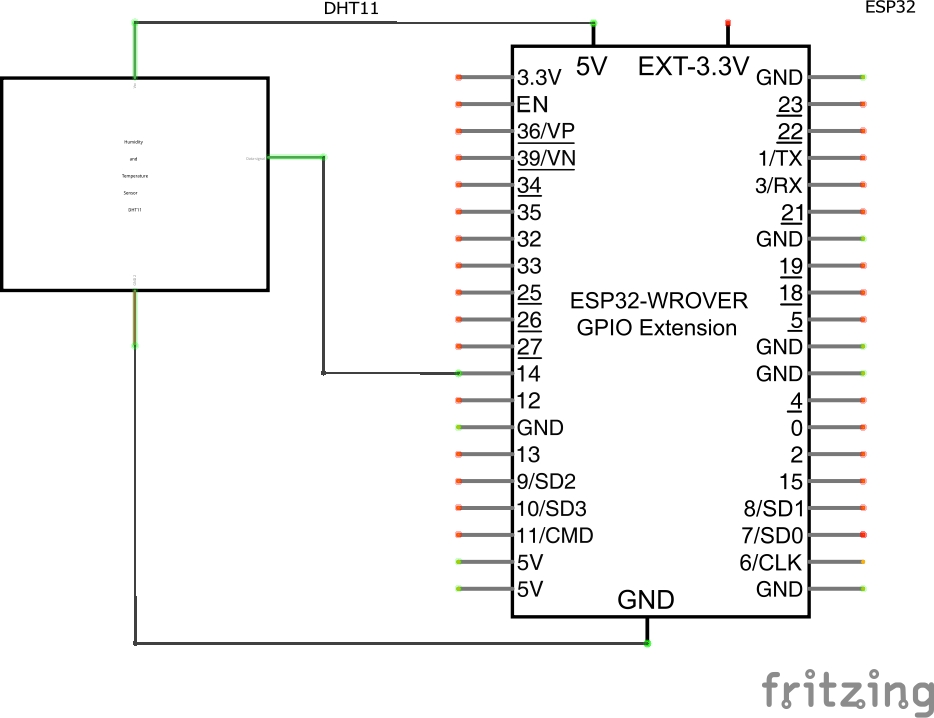 DHT11
ESP32
5V
EXT-3.3V
3.3V
EN
36/VP
39/VN
34
35
32
33
25
26
27
14
12
GND
13
9/SD2
10/SD3
11/CMD
5V
5V
GND
23
22
1/TX
3/RX
21
GND
19
18
5
GND
GND
4
0
2
15
8/SD1
7/SD0
6/CLK
GND
ESP32-WROVER
GPIO Extension
GND
Humidity
and
Temperature
Sensor
DHT11
fritzing